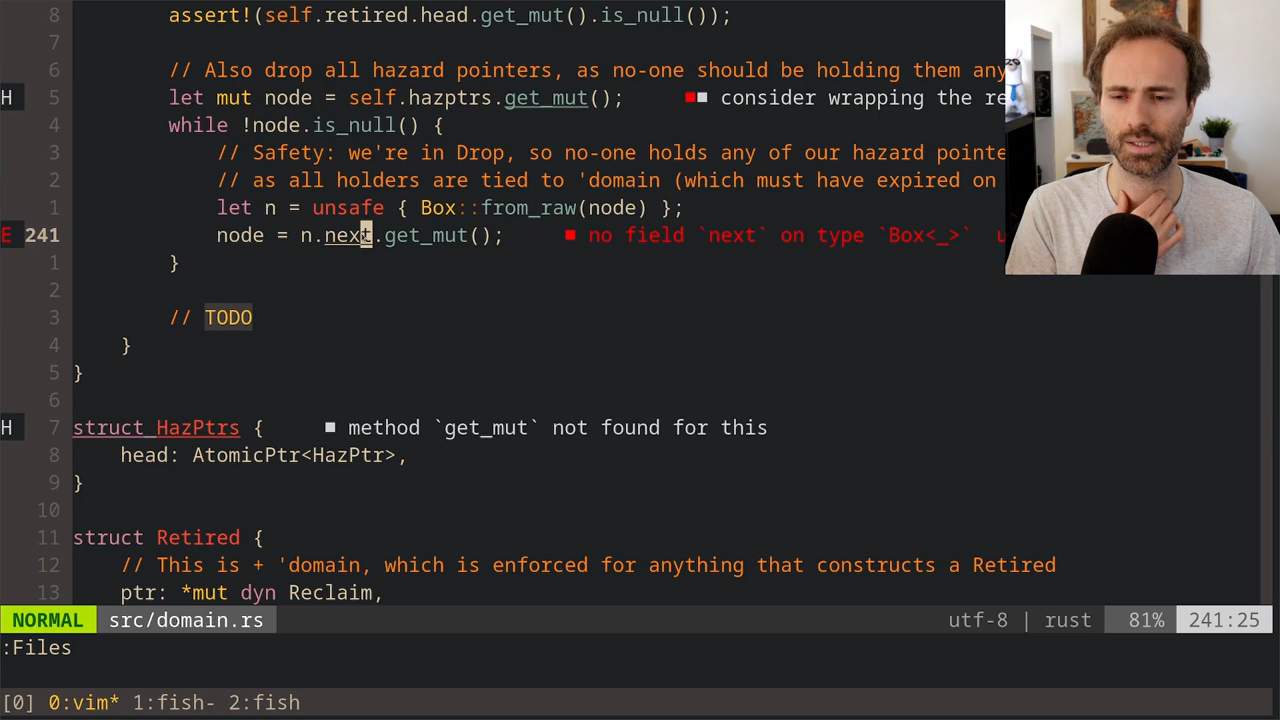 8 assert!(self.retired.head.get_mut().is_null());
7
6 // Also drop all hazard pointers, as no-one should be holding them any
H 5 let mut node = self.hazptrs.get_mut(); ■■ consider wrapping the re
4 while !node.is_null() {
3 // Safety: we're in Drop, so no-one holds any of our hazard pointe
2 // as all holders are tied to 'domain (which must have expired on
1 let n = unsafe { Box::from_raw(node) };
E 241 node = n.next.get_mut(); ■ no field `next` on type `Box<_>` u
1 }
2
3 // TODO
4 }
5 }
6
H 7 struct HazPtrs { ■ method `get_mut` not found for this
8 head: AtomicPtr<HazPtr>,
9 }
10
11 struct Retired {
12 // This is + 'domain, which is enforced for anything that constructs a Retired
13 ptr: *mut dyn Reclaim,
NORMAL src/domain.rs utf-8 | rust 81% 241:25
:Files
[0] 0:vim* 1:fish- 2:fish